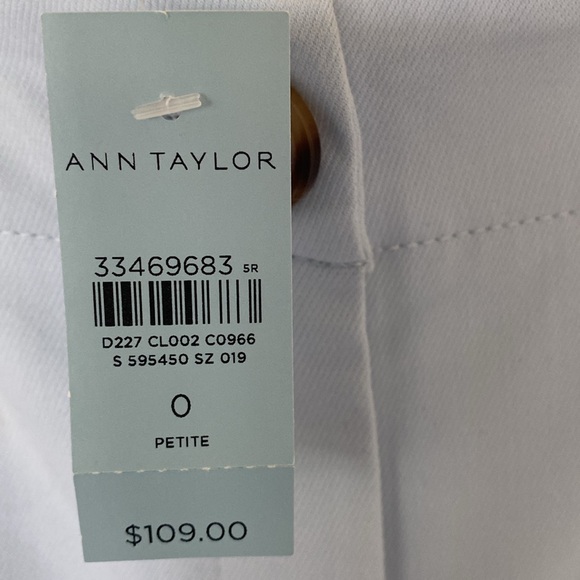 ANN TAYLOR
33469683 5R
D227 CL002 C0966
S 595450 SZ 019
0
PETITE
$109.00